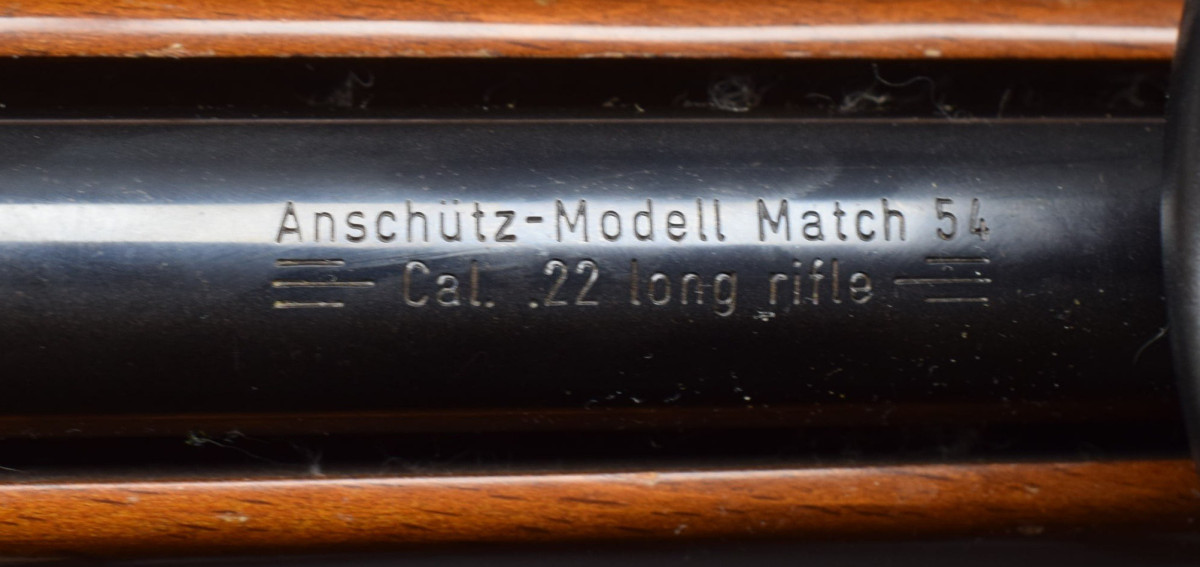 Anschütz-Modell Match 54
Cal. .22 long rifle